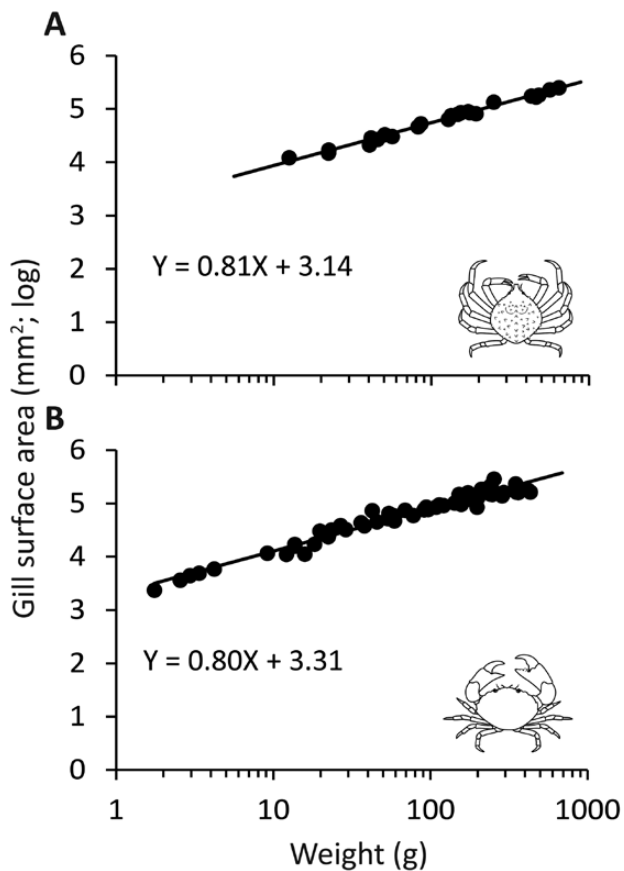 A
6
5
4
3
2
1
0
Y = 0.81X + 3.14
Gill surface area (mm²; log)
B
6
5
4
3
2
1
0
Y = 0.80X + 3.31
1 10 100 1000
Weight (g)